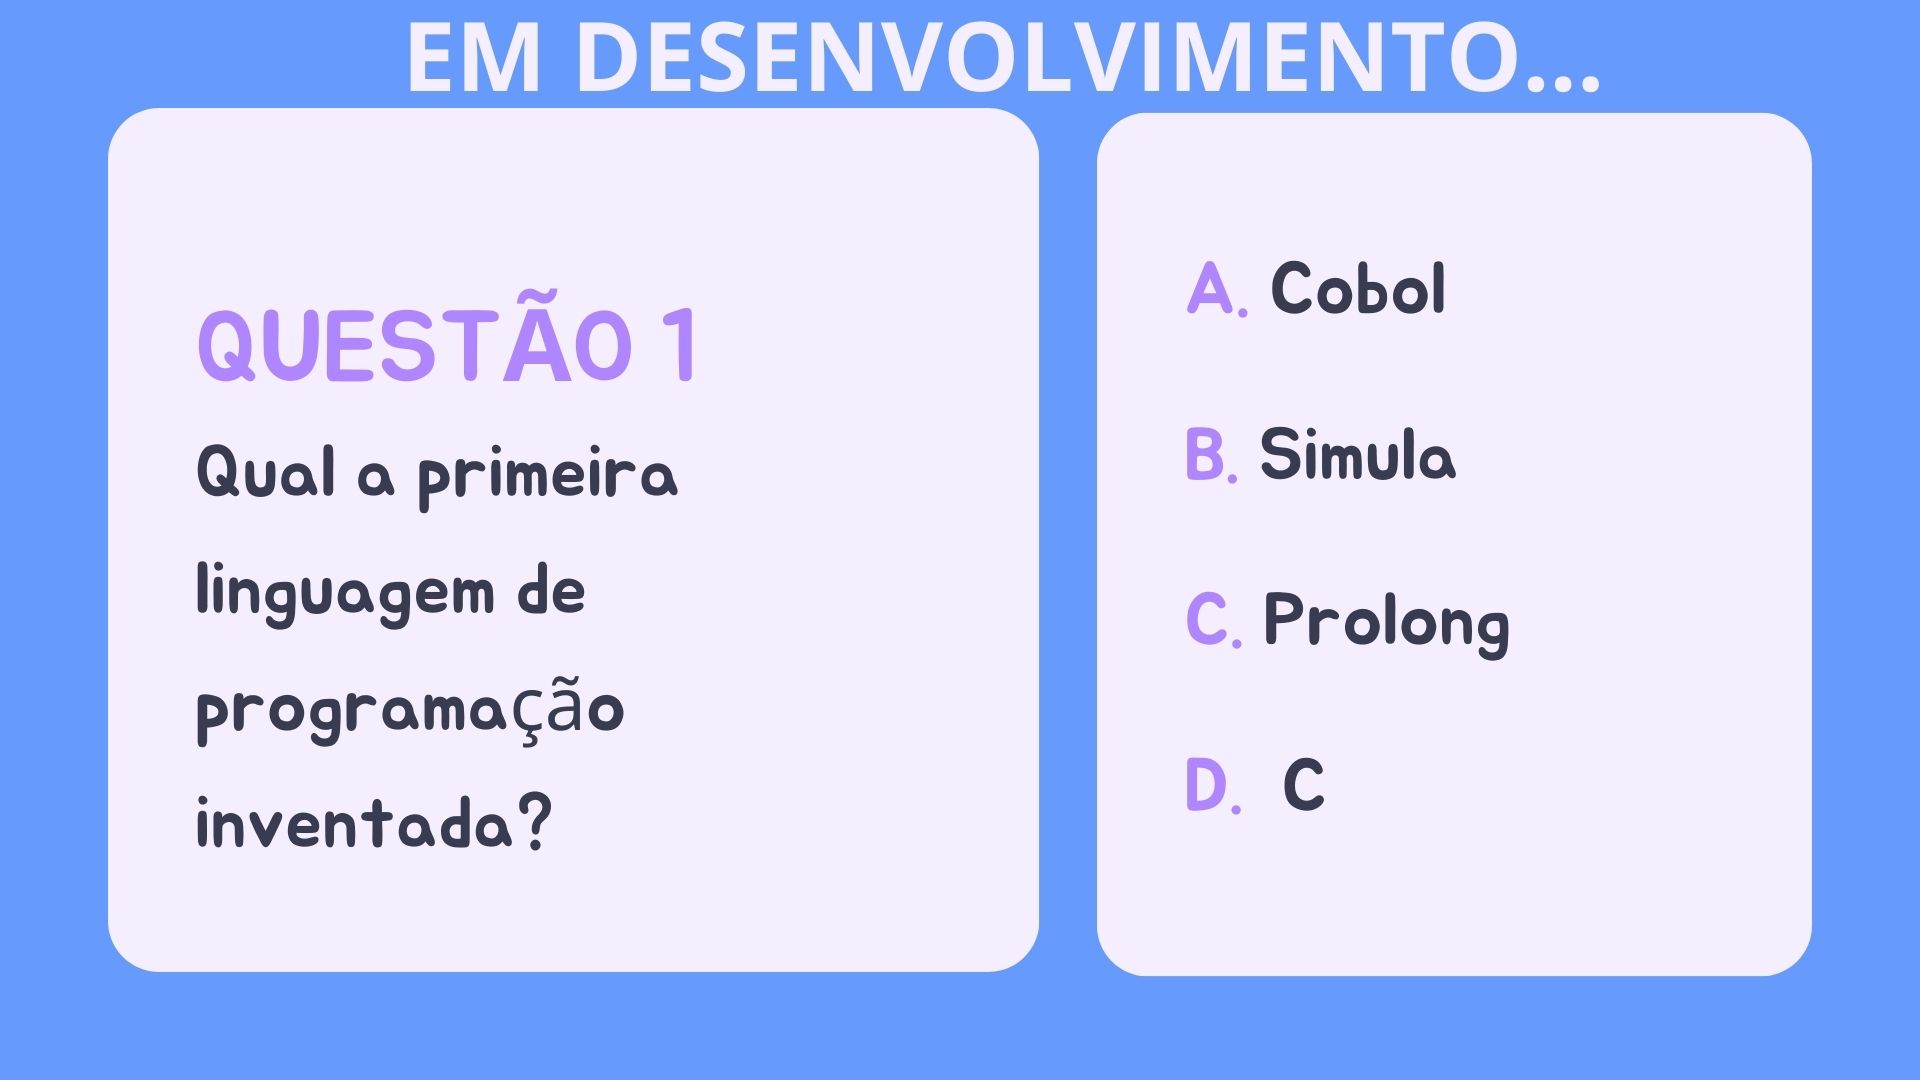 EM DESENVOLVIMENTO...
QUESTÃO 1
Qual a primeira
linguagem de
programação
inventada?
A. Cobol
B. Simula
C. Prolong
D. C